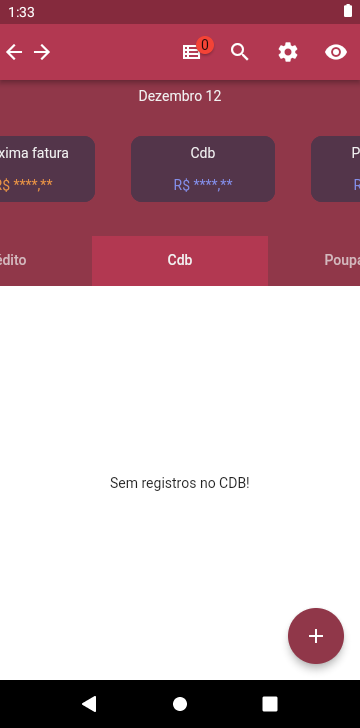 1:33
0
Dezembro 12
xima fatura
Cdb
R$ ****,**
R$ ****,**
édito
Cdb
Poupa
Sem registros no CDB!